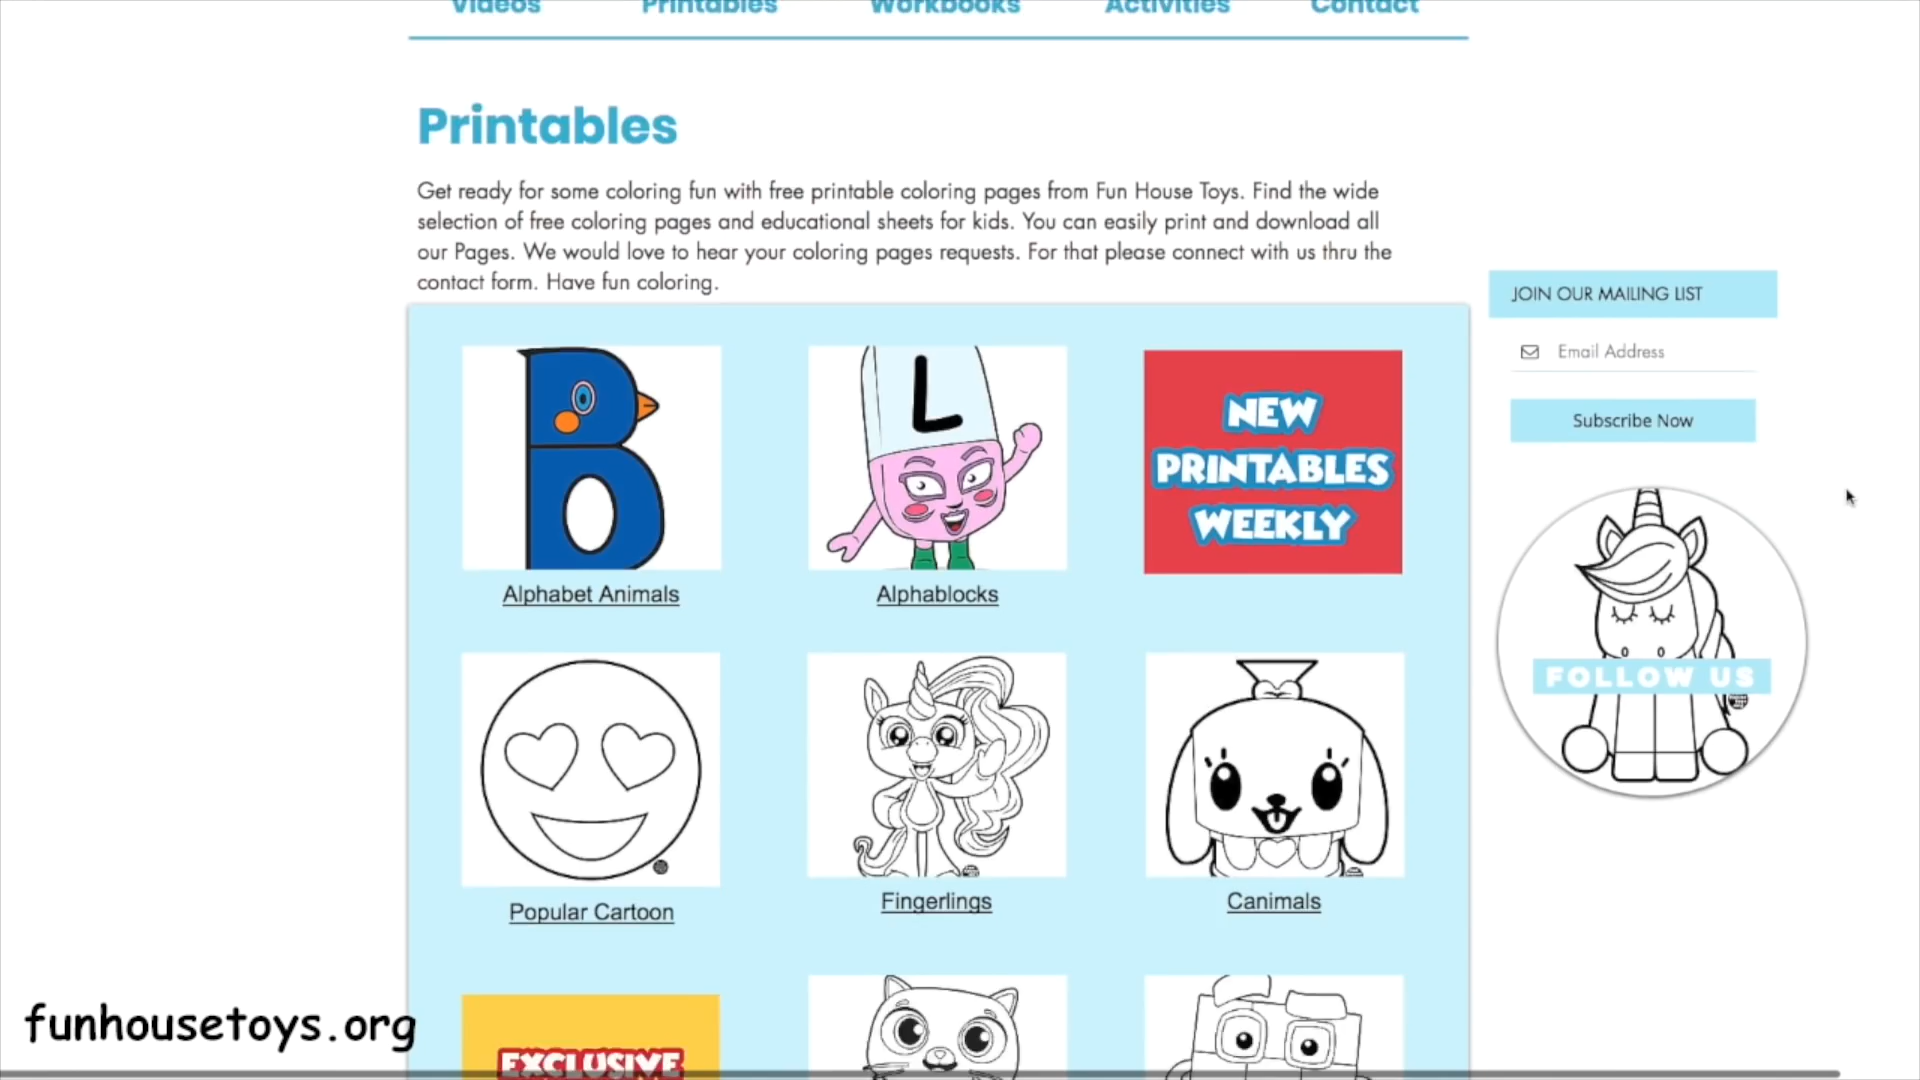 Videos Printables Workbooks Activities Contact
Printables
Get ready for some coloring fun with free printable coloring pages from Fun House Toys. Find the wide
selection of free coloring pages and educational sheets for kids. You can easily print and download all
our Pages. We would love to hear your coloring pages requests. For that please connect with us thru the
contact form. Have fun coloring.
JOIN OUR MAILING LIST
Email Address
Subscribe Now
L
NEW
PRINTABLES
WEEKLY
Alphabet Animals
Alphablocks
FOLLOW US
Popular Cartoon
Fingerlings
Canimals
EXCLUSIVE
funhousetoys.org